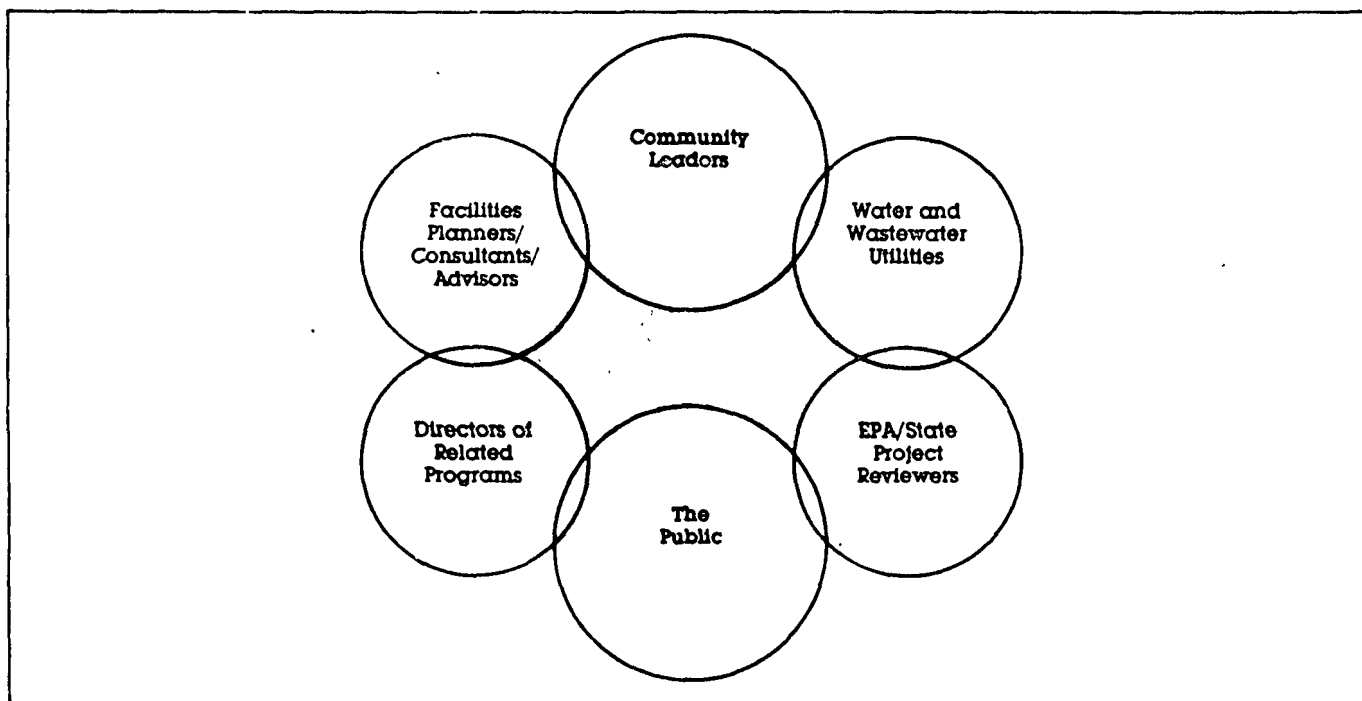 Community
Leaders
Facilities
Planners/
Consultants/
Advisors
Water and
Wastewater
Utilities
Directors of
Related
Programs
EPA/State
Project
Reviewers
The
Public